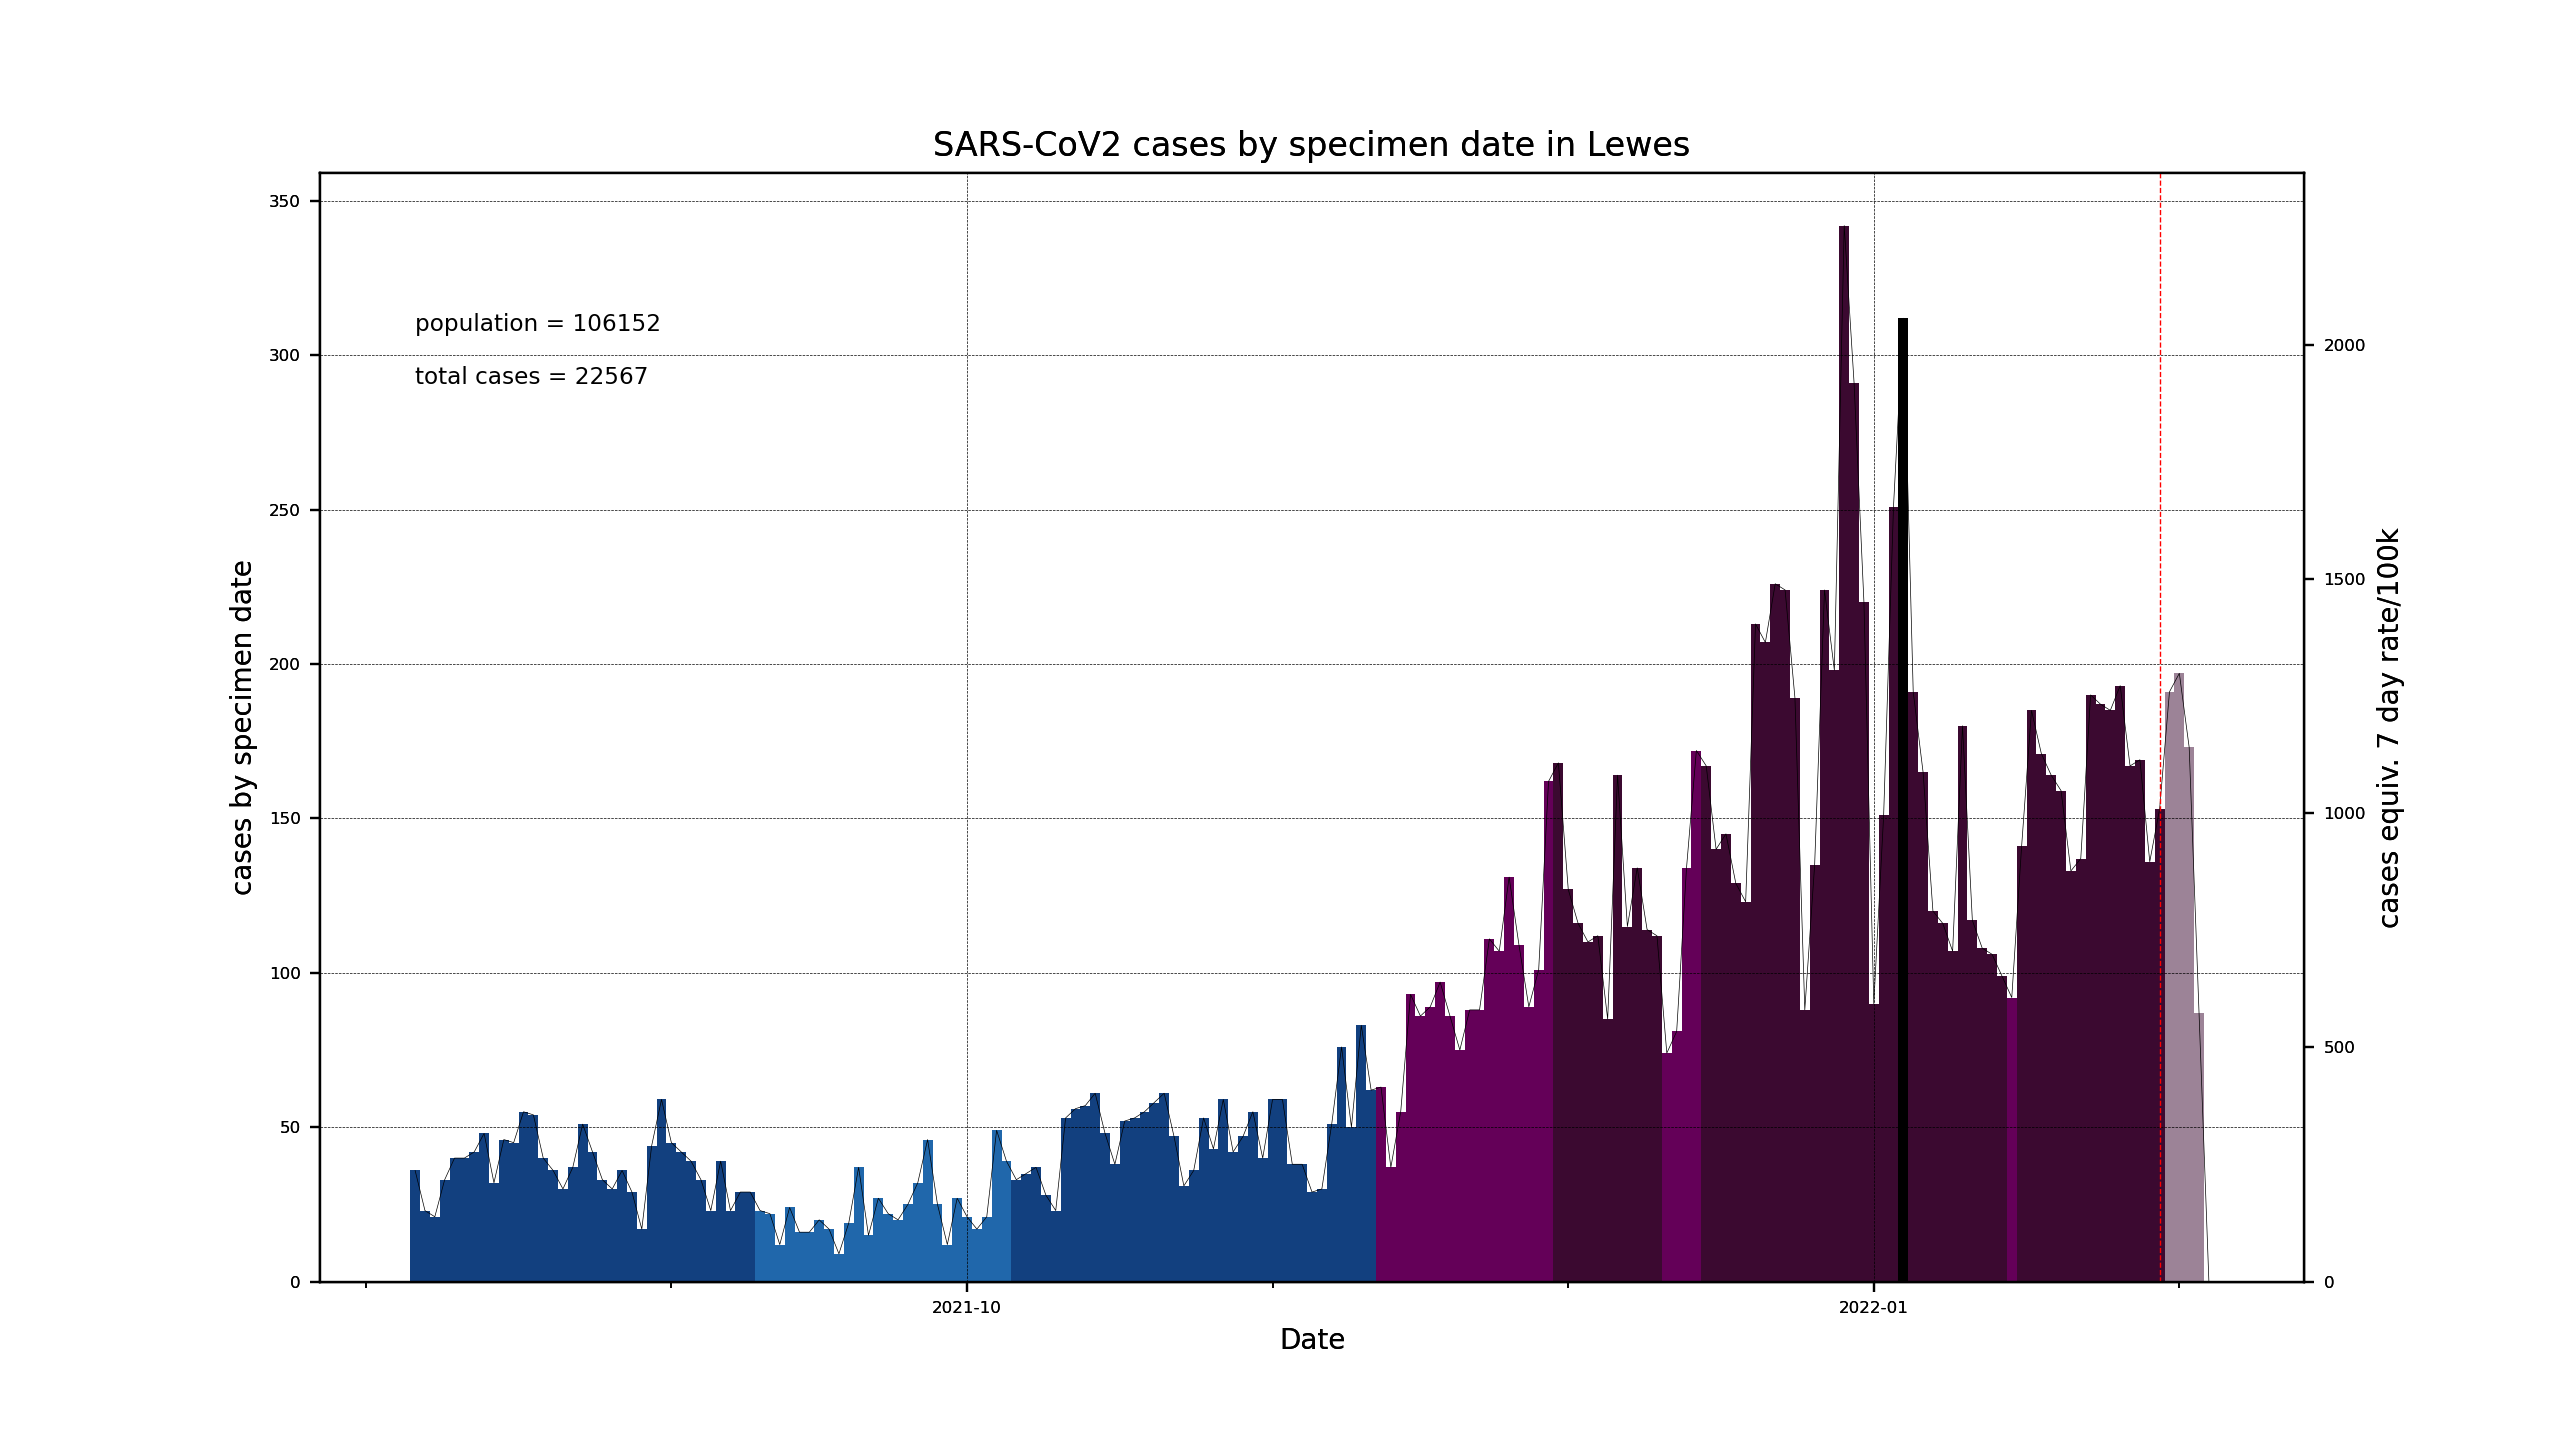 SARS-CoV2 cases by specimen date in Lewes
350
300
250
200
150
100
50
0
cases by specimen date
population = 106152
total cases = 22567
2000
1500
1000
500
0
cases equiv. 7 day rate/100k
2021-10
2022-01
Date